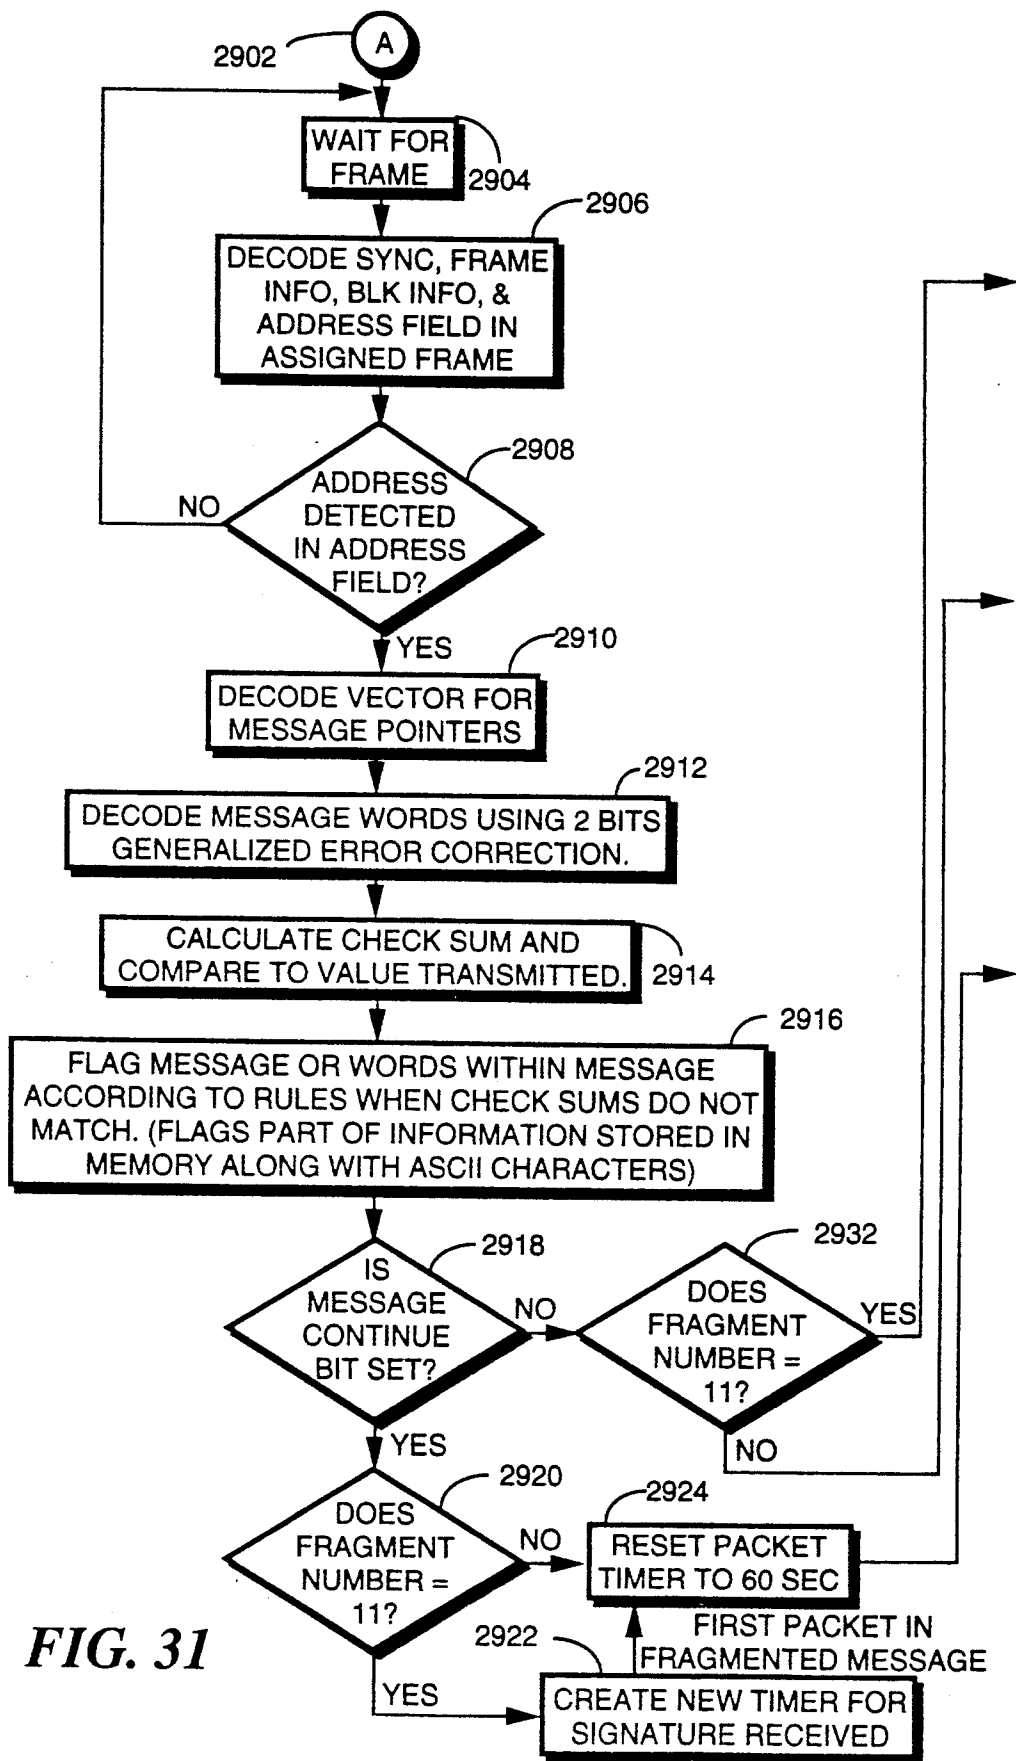 2902
A
WAIT FOR
FRAME
2904
2906
DECODE SYNC, FRAME
INFO, BLK INFO, &
ADDRESS FIELD IN
ASSIGNED FRAME
2908
ADDRESS
DETECTED
IN ADDRESS
FIELD?
NO
YES
2910
DECODE VECTOR FOR
MESSAGE POINTERS
2912
DECODE MESSAGE WORDS USING 2 BITS
GENERALIZED ERROR CORRECTION.
CALCULATE CHECK SUM AND
COMPARE TO VALUE TRANSMITTED.
2914
2916
FLAG MESSAGE OR WORDS WITHIN MESSAGE
ACCORDING TO RULES WHEN CHECK SUMS DO NOT
MATCH. (FLAGS PART OF INFORMATION STORED IN
MEMORY ALONG WITH ASCII CHARACTERS)
2918
IS
MESSAGE
CONTINUE
BIT SET?
NO
2932
DOES
FRAGMENT
NUMBER =
11?
YES
NO
YES
2920
DOES
FRAGMENT
NUMBER =
11?
NO
2924
RESET PACKET
TIMER TO 60 SEC
FIRST PACKET IN
FRAGMENTED MESSAGE
2922
YES
CREATE NEW TIMER FOR
SIGNATURE RECEIVED
FIG. 31